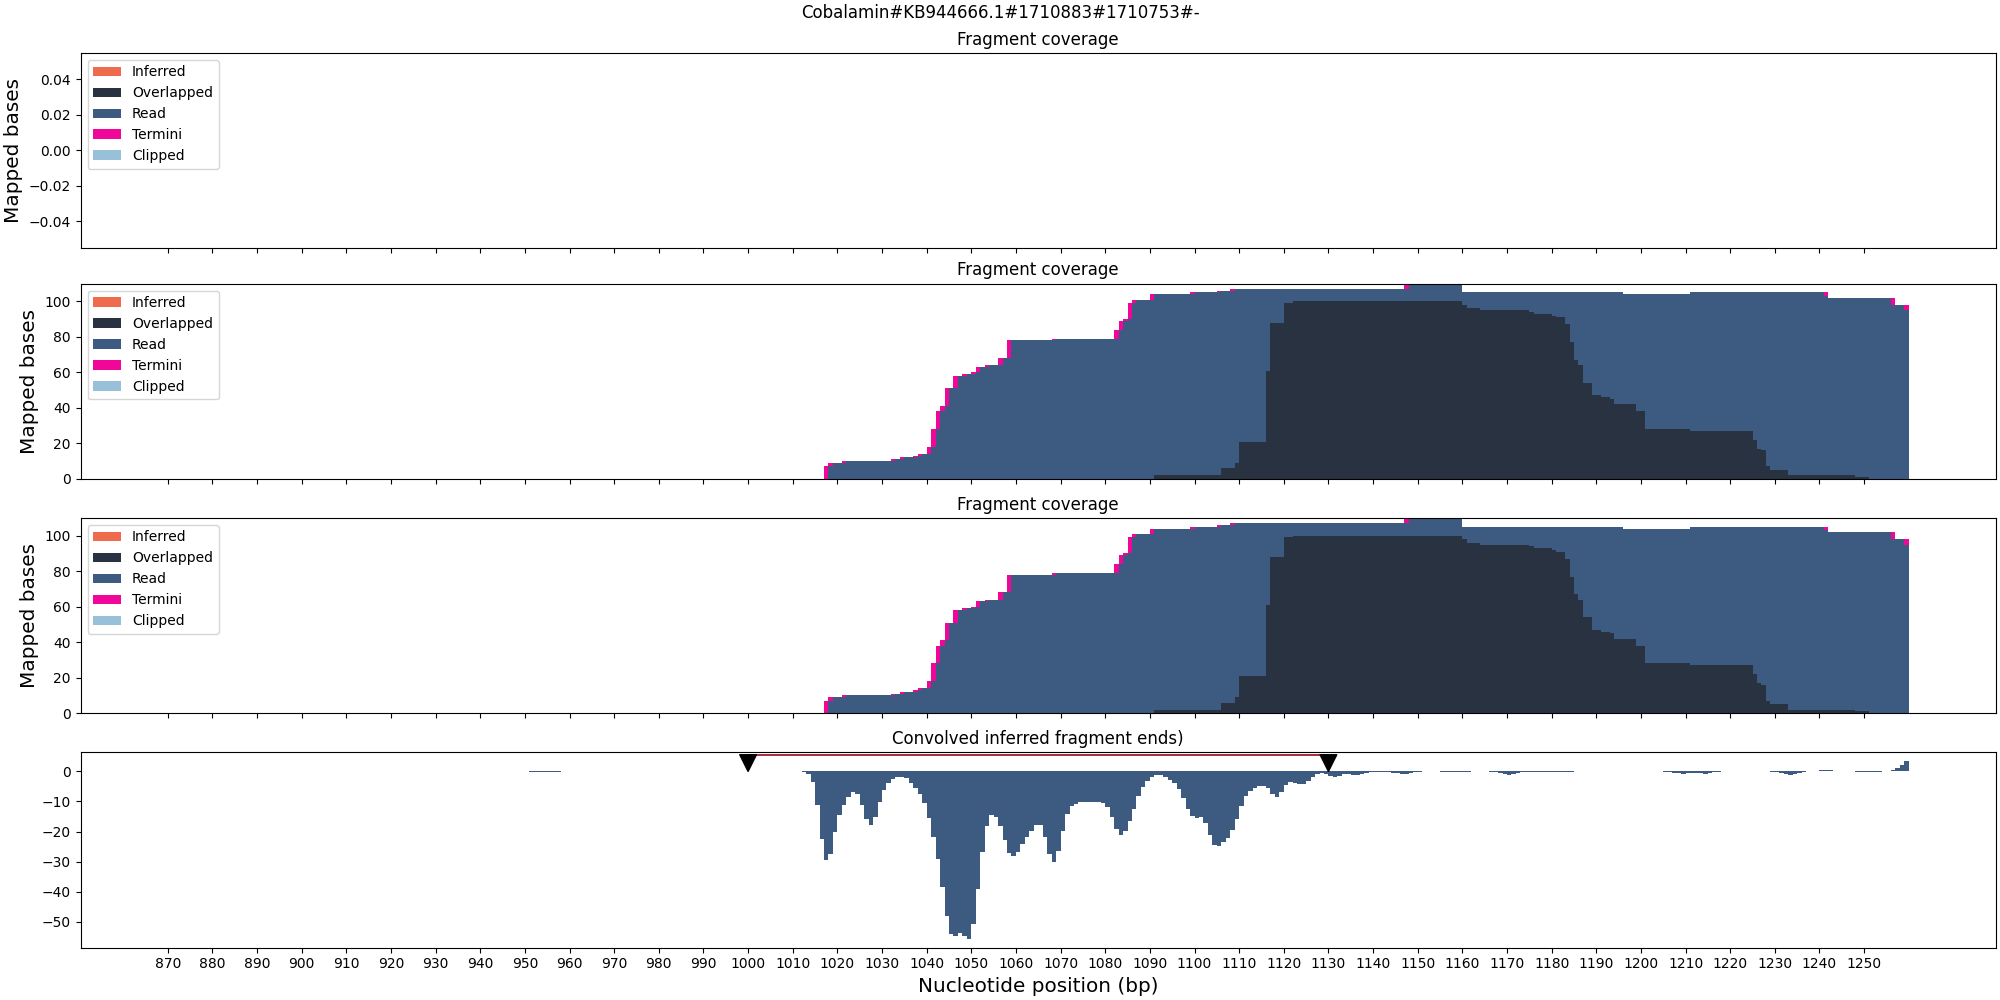 Cobalamin#KB944666.1#1710883#1710753#-
Fragment coverage
Mapped bases
0.04
0.02
0.00
−0.02
−0.04
Inferred
Overlapped
Read
Termini
Clipped
Fragment coverage
Mapped bases
100
80
60
40
20
0
Inferred
Overlapped
Read
Termini
Clipped
Fragment coverage
Mapped bases
100
80
60
40
20
0
Inferred
Overlapped
Read
Termini
Clipped
Convolved inferred fragment ends)
0
−10
−20
−30
−40
−50
870 880 890 900 910 920 930 940 950 960 970 980 990 1000 1010 1020 1030 1040 1050 1060 1070 1080 1090 1100 1110 1120 1130 1140 1150 1160 1170 1180 1190 1200 1210 1220 1230 1240 1250
Nucleotide position (bp)